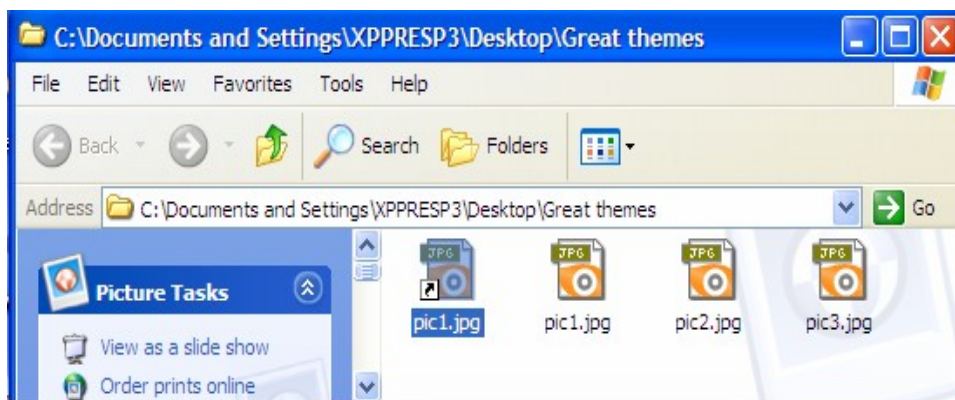 C:\Documents and Settings\XPPRESP3\Desktop\Great themes
File Edit View Favorites Tools Help
Back Search Folders
Address C:\Documents and Settings\XPPRESP3\Desktop\Great themes Go
Picture Tasks
View as a slide show
Order prints online
JPG JPG JPG JPG
pic1.jpg pic1.jpg pic2.jpg pic3.jpg